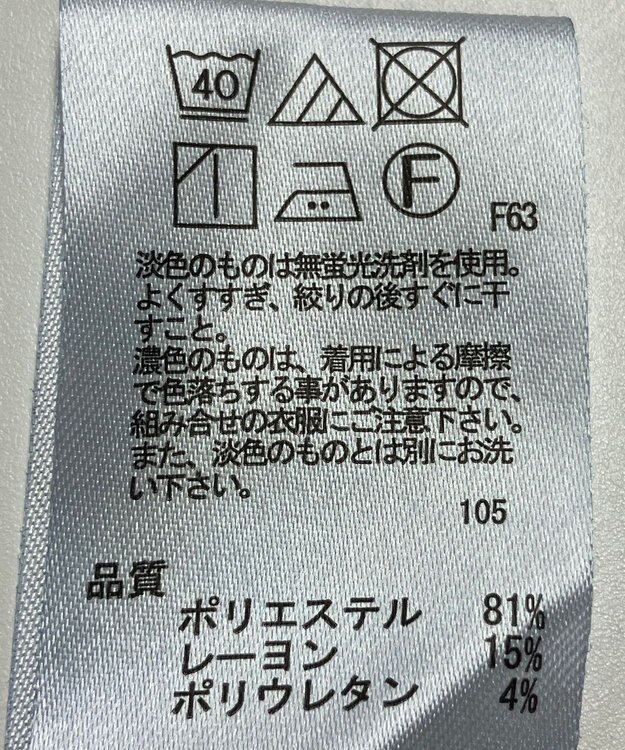 40
F
F63
淡色のものは無蛍光洗剤を使用。
よくすすぎ、絞りの後すぐに干
すこと。
濃色のものは、着用による摩擦
で色落ちする事がありますので、
組み合せの衣服にご注意下さい。
また、淡色のものとは別にお洗
い下さい。
105
品質
ポリエステル 81%
レーヨン 15%
ポリウレタン 4%